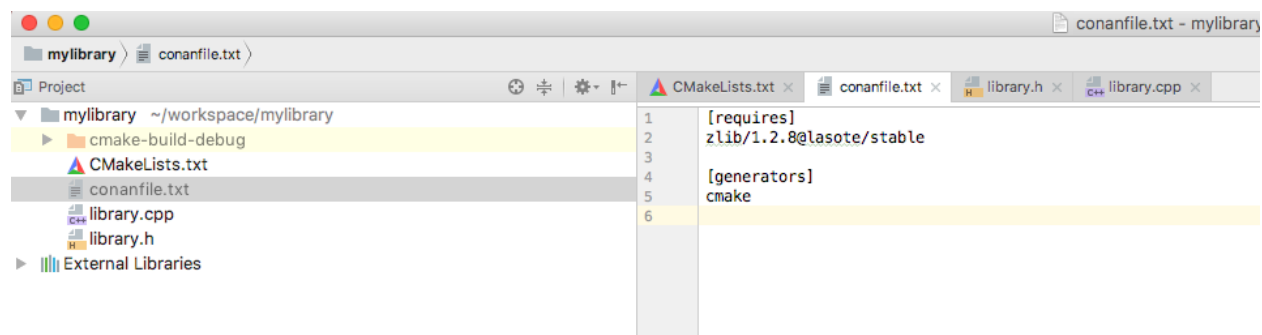 conanfile.txt - mylibrary
mylibrary conanfile.txt
Project
CMakeLists.txt conanfile.txt library.h library.cpp
mylibrary ~/workspace/mylibrary
cmake-build-debug
CMakeLists.txt
conanfile.txt
library.cpp
library.h
External Libraries
1 [requires]
2 zlib/1.2.8@lasote/stable
3
4 [generators]
5 cmake
6